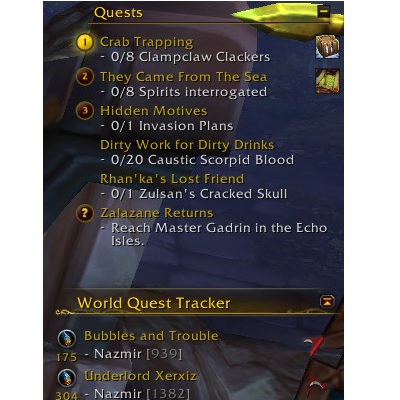 Quests
1 Crab Trapping
- 0/8 Clampclaw Clackers
2 They Came From The Sea
- 0/8 Spirits interrogated
3 Hidden Motives
- 0/1 Invasion Plans
Dirty Work for Dirty Drinks
- 0/20 Caustic Scorpid Blood
Rhan'ka's Lost Friend
- 0/1 Zulsan's Cracked Skull
? Zalazane Returns
- Reach Master Gadrin in the Echo
Isles.
World Quest Tracker
Bubbles and Trouble
175 - Nazmir [939]
Underlord Xerxiz
304 - Nazmir [1382]